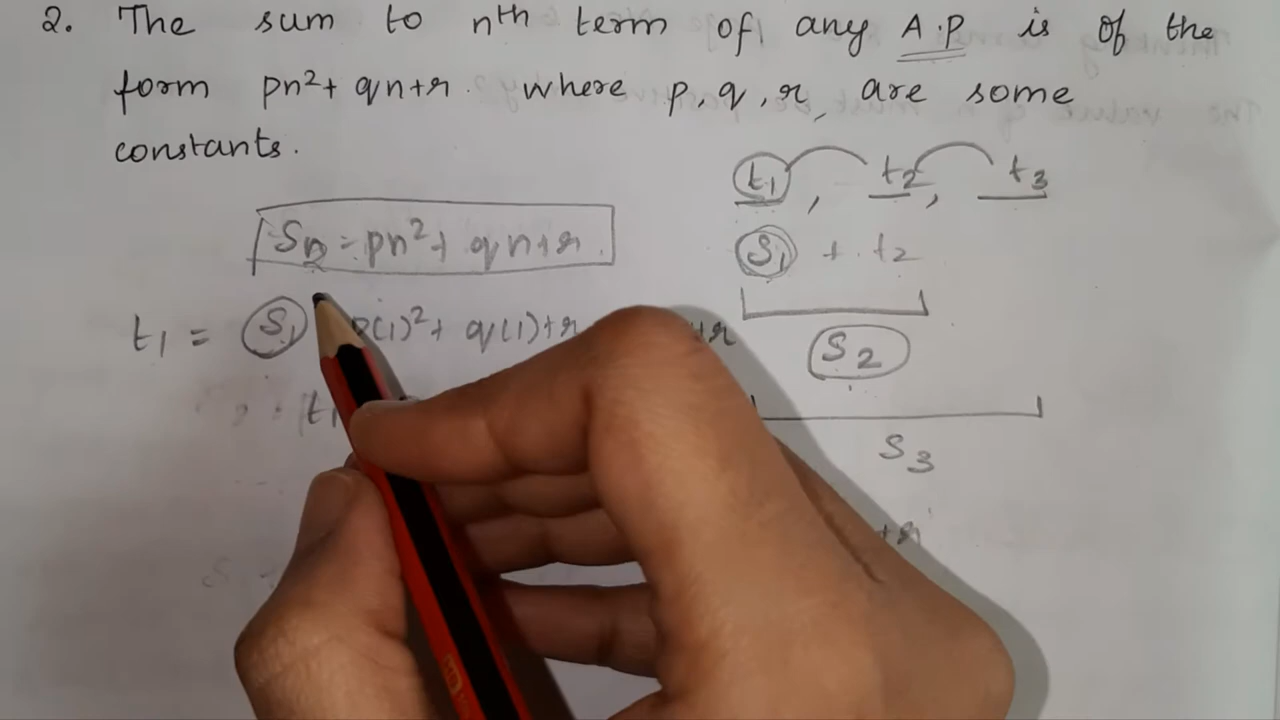 2. The sum to nth term of any A.P is of the
form pn²+ qn+r. where p, q, r, are some
constants.
t₁ , t₂ , t₃
Sₙ = pn²+ qn+r.
S₁ + t₂
t₁ = S₁ p(1)²+ q(1)+r +r
S₂
t₁
S₃
+r